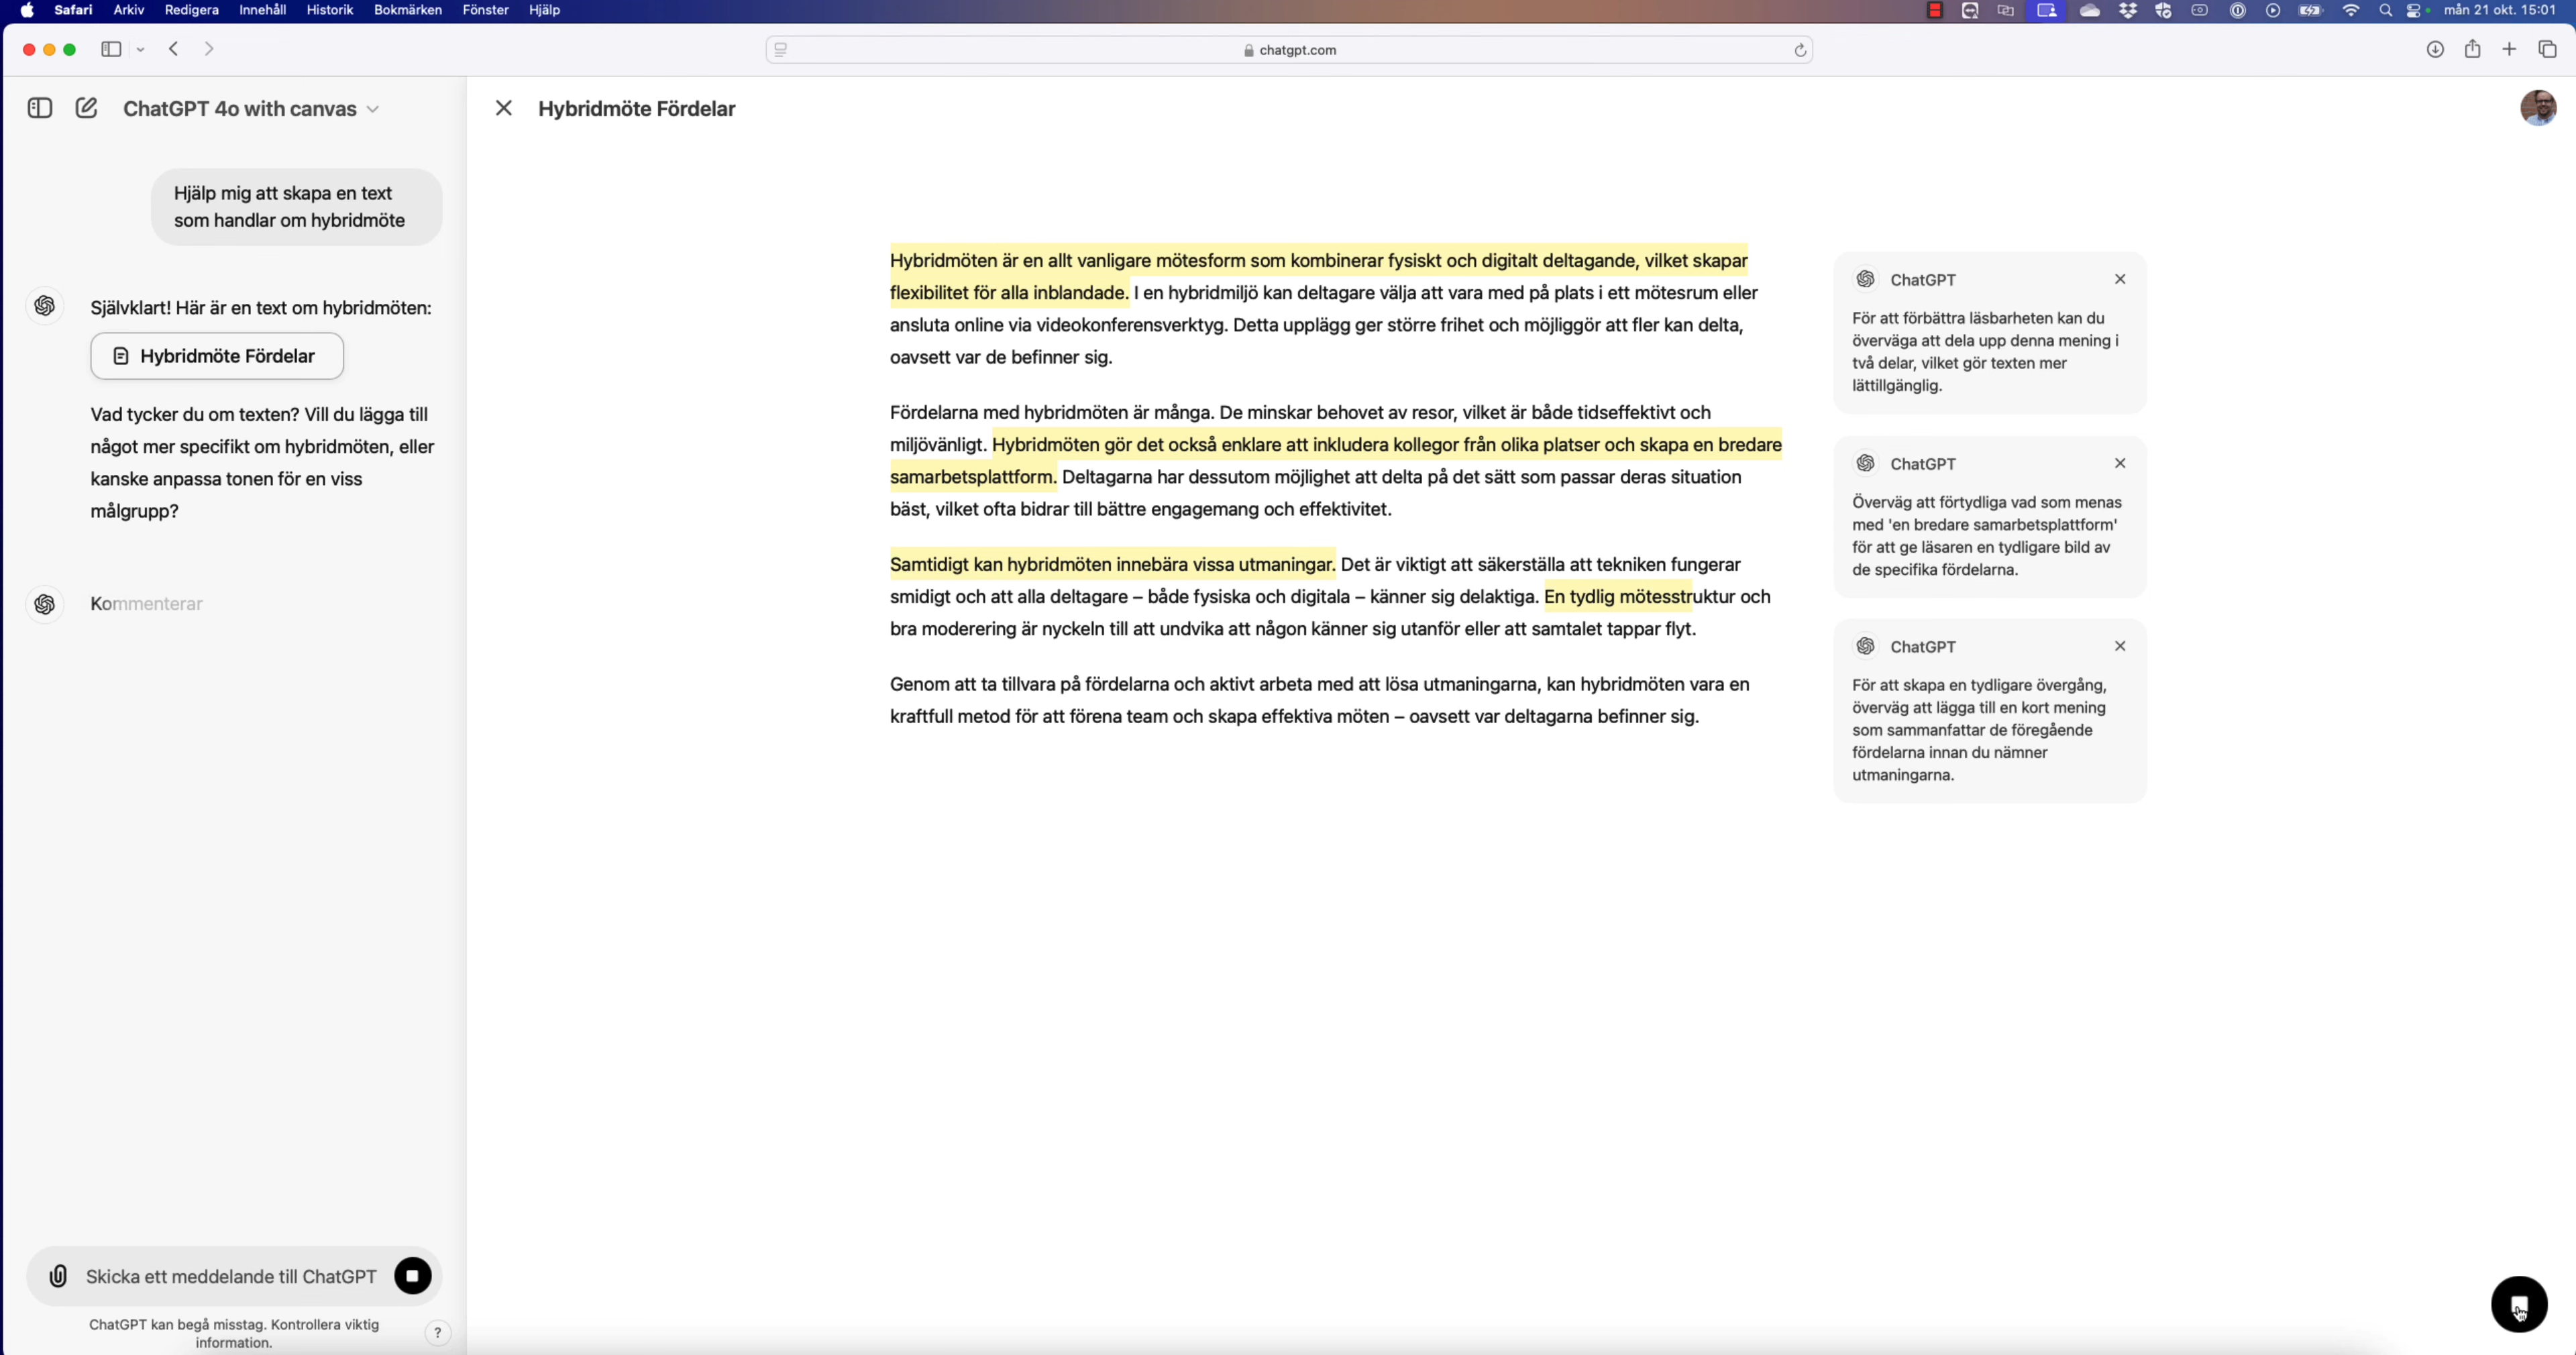 Safari Arkiv Redigera Innehåll Historik Bokmärken Fönster Hjälp
mån 21 okt. 15:01
chatgpt.com
ChatGPT 4o with canvas
Hybridmöte Fördelar
Hjälp mig att skapa en text
som handlar om hybridmöte
Självklart! Här är en text om hybridmöten:
Hybridmöte Fördelar
Vad tycker du om texten? Vill du lägga till
något mer specifikt om hybridmöten, eller
kanske anpassa tonen för en viss
målgrupp?
Kommenterar
Skicka ett meddelande till ChatGPT
ChatGPT kan begå misstag. Kontrollera viktig
information.
?
Hybridmöten är en allt vanligare mötesform som kombinerar fysiskt och digitalt deltagande, vilket skapar
flexibilitet för alla inblandade. I en hybridmiljö kan deltagare välja att vara med på plats i ett mötesrum eller
ansluta online via videokonferensverktyg. Detta upplägg ger större frihet och möjliggör att fler kan delta,
oavsett var de befinner sig.
Fördelarna med hybridmöten är många. De minskar behovet av resor, vilket är både tidseffektivt och
miljövänligt. Hybridmöten gör det också enklare att inkludera kollegor från olika platser och skapa en bredare
samarbetsplattform. Deltagarna har dessutom möjlighet att delta på det sätt som passar deras situation
bäst, vilket ofta bidrar till bättre engagemang och effektivitet.
Samtidigt kan hybridmöten innebära vissa utmaningar. Det är viktigt att säkerställa att tekniken fungerar
smidigt och att alla deltagare – både fysiska och digitala – känner sig delaktiga. En tydlig mötesstruktur och
bra moderering är nyckeln till att undvika att någon känner sig utanför eller att samtalet tappar flyt.
Genom att ta tillvara på fördelarna och aktivt arbeta med att lösa utmaningarna, kan hybridmöten vara en
kraftfull metod för att förena team och skapa effektiva möten – oavsett var deltagarna befinner sig.
ChatGPT
För att förbättra läsbarheten kan du
överväga att dela upp denna mening i
två delar, vilket gör texten mer
lättillgänglig.
ChatGPT
Överväg att förtydliga vad som menas
med 'en bredare samarbetsplattform'
för att ge läsaren en tydligare bild av
de specifika fördelarna.
ChatGPT
För att skapa en tydligare övergång,
överväg att lägga till en kort mening
som sammanfattar de föregående
fördelarna innan du nämner
utmaningarna.